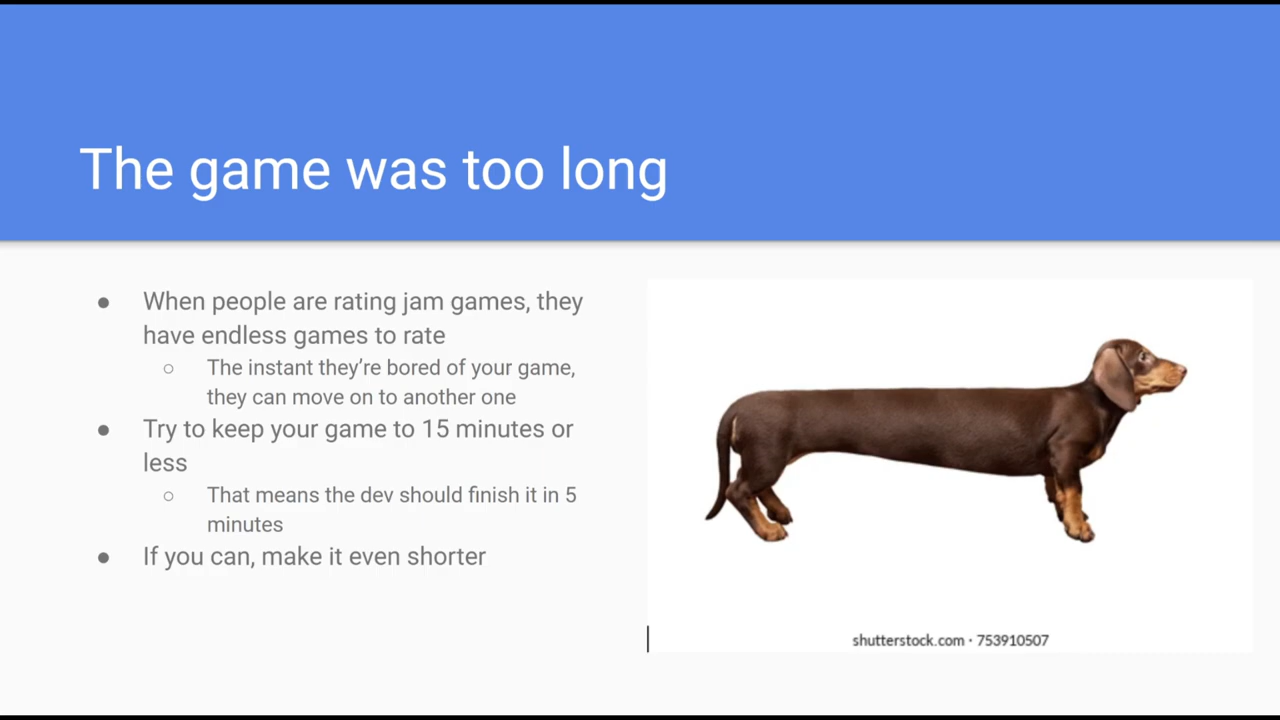 The game was too long
● When people are rating jam games, they
have endless games to rate
○ The instant they’re bored of your game,
they can move on to another one
● Try to keep your game to 15 minutes or
less
○ That means the dev should finish it in 5
minutes
● If you can, make it even shorter
shutterstock.com · 753910507